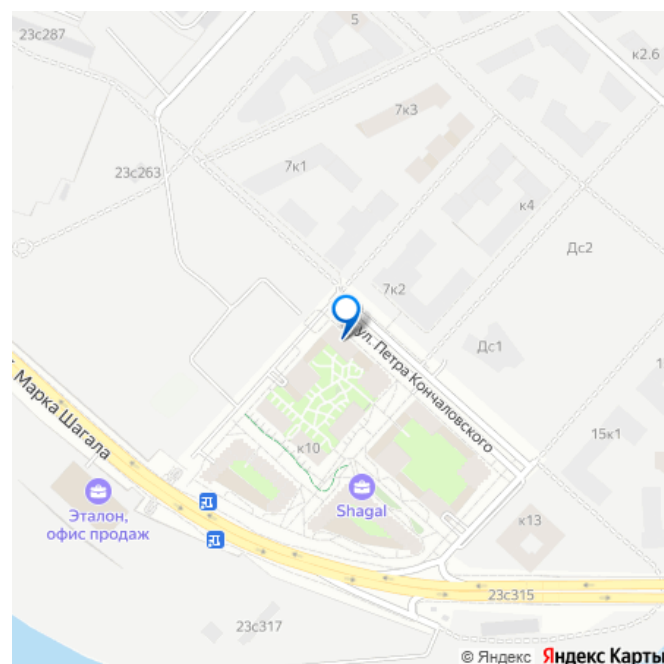 5
23с287
к2.6
7к3
7к1
23с263
к4
Дс2
7к2
ул. Петра Кончаловского
Дс1
Марка Шагала
15к1
к10
Shagal
Эталон,
офис продаж
к13
23с315
23с317
© Яндекс Яндекс Карты